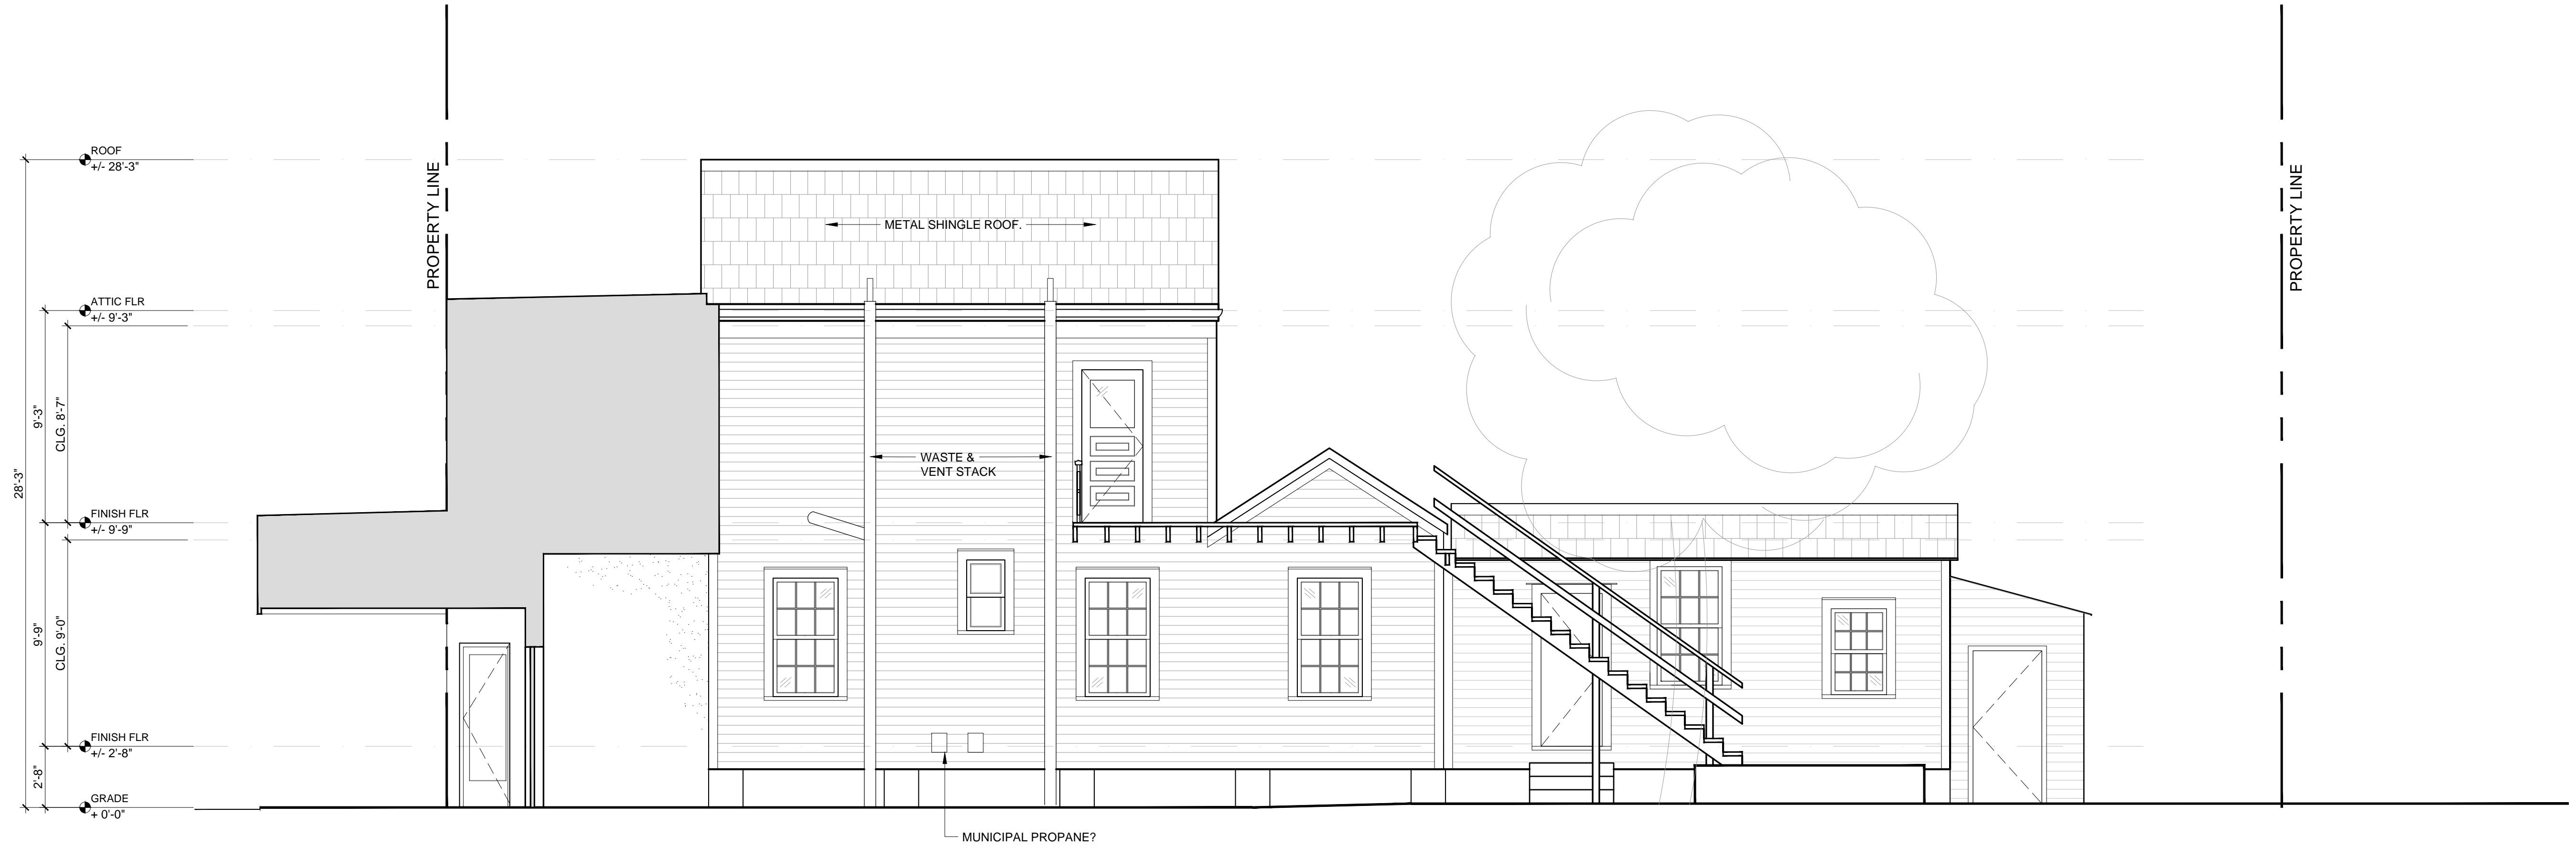 ROOF
+/- 28'-3"
ATTIC FLR
+/- 9'-3"
FINISH FLR
+/- 9'-9"
FINISH FLR
+/- 2'-8"
GRADE
+ 0'-0"
28'-3"
9'-3"
9'-9"
2'-8"
CLG. 8'-7"
CLG. 9'-0"
PROPERTY LINE
METAL SHINGLE ROOF.
WASTE &
VENT STACK
MUNICIPAL PROPANE?
PROPERTY LINE